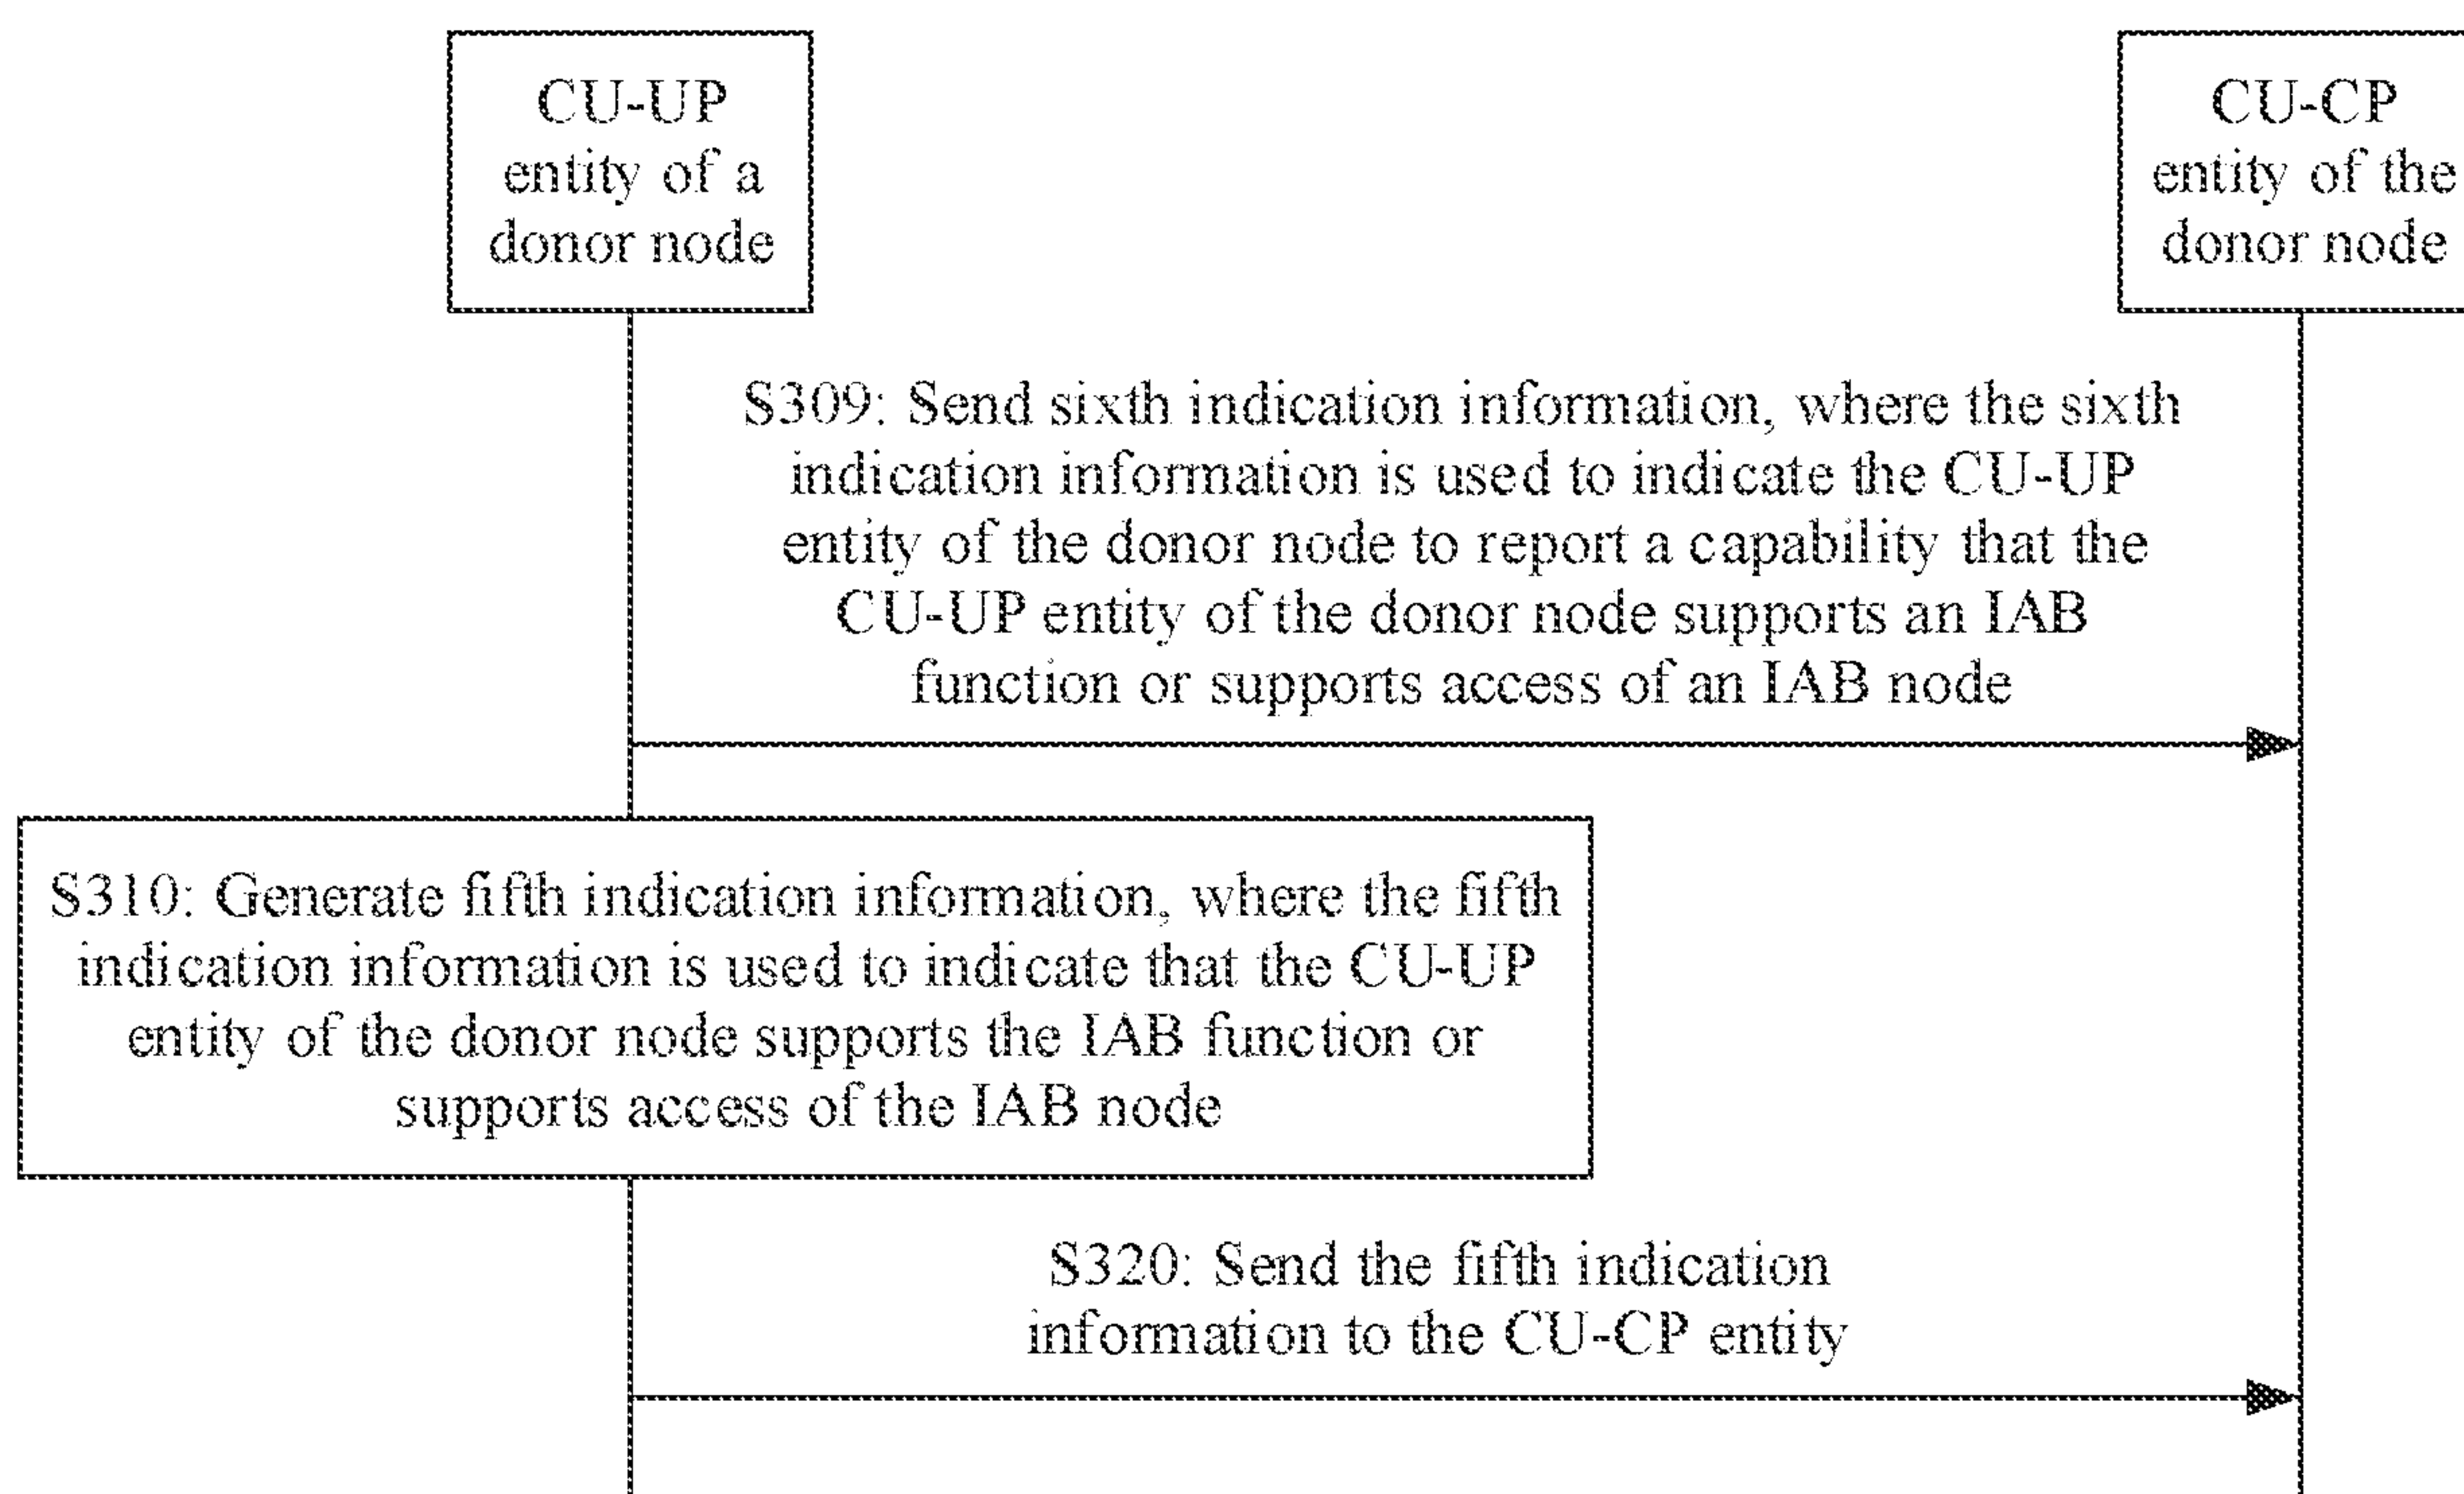 CU-UP
entity of a
donor node
CU-CP
entity of the
donor node
S309: Send sixth indication information, where the sixth
indication information is used to indicate the CU-UP
entity of the donor node to report a capability that the
CU-UP entity of the donor node supports an IAB
function or supports access of an IAB node
S310: Generate fifth indication information, where the fifth
indication information is used to indicate that the CU-UP
entity of the donor node supports the IAB function or
supports access of the IAB node
S320: Send the fifth indication
information to the CU-CP entity